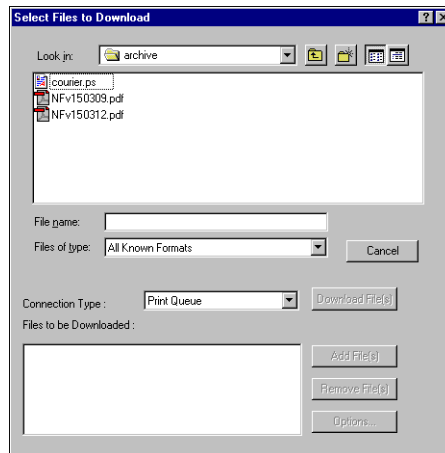 Select Files to Download
Look in: archive
courier.ps
NFv150309.pdf
NFv150312.pdf
File name:
Files of type: All Known Formats
Cancel
Connection Type : Print Queue Download File(s)
Files to be Downloaded :
Add File(s)
Remove File(s)
Options...